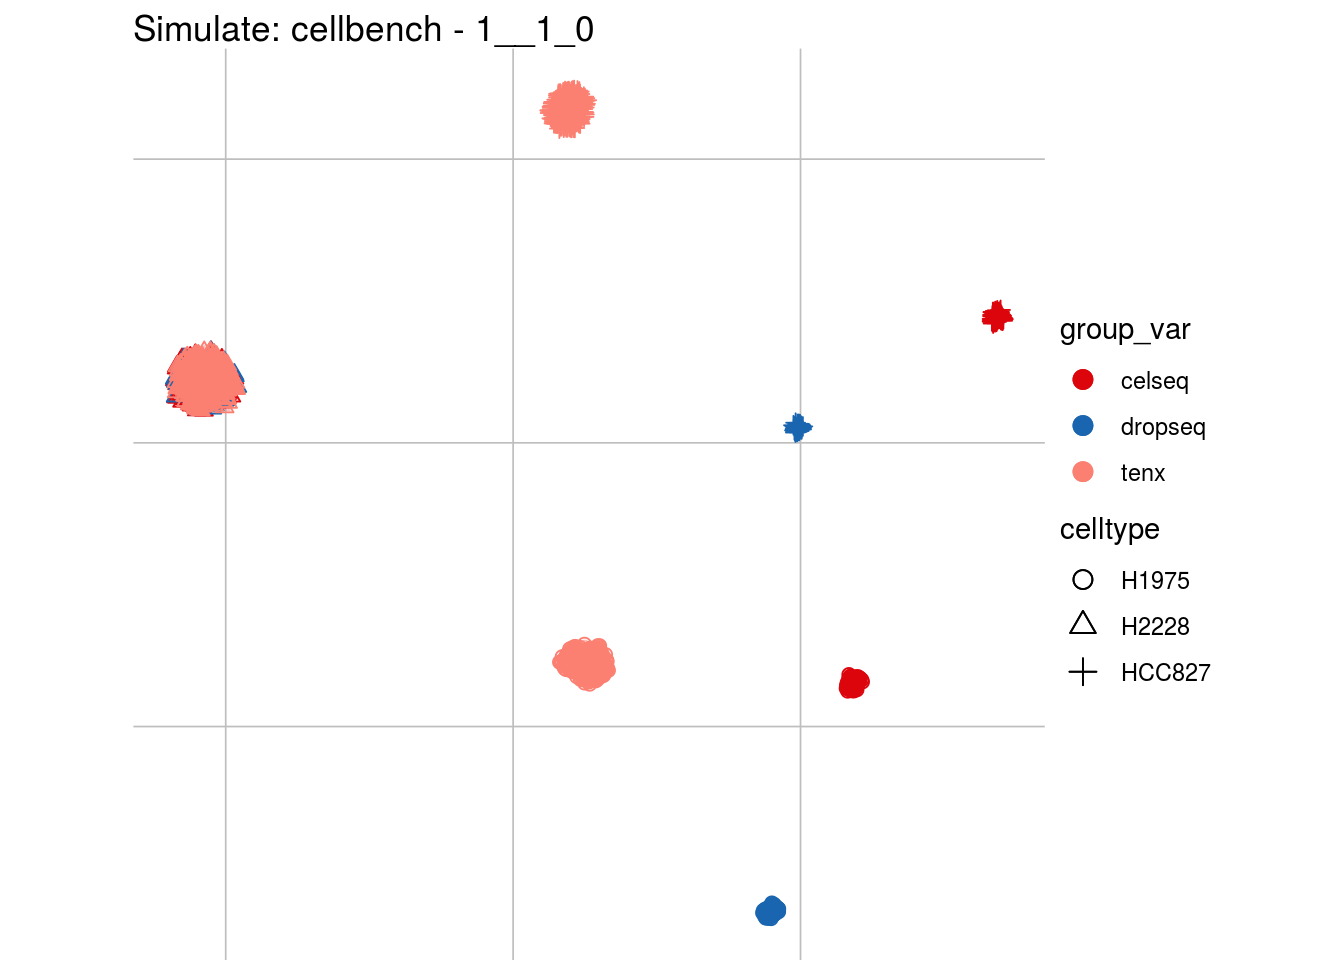 Simulate: cellbench - 1__1_0
group_var
celseq
dropseq
tenx
celltype
H1975
H2228
HCC827